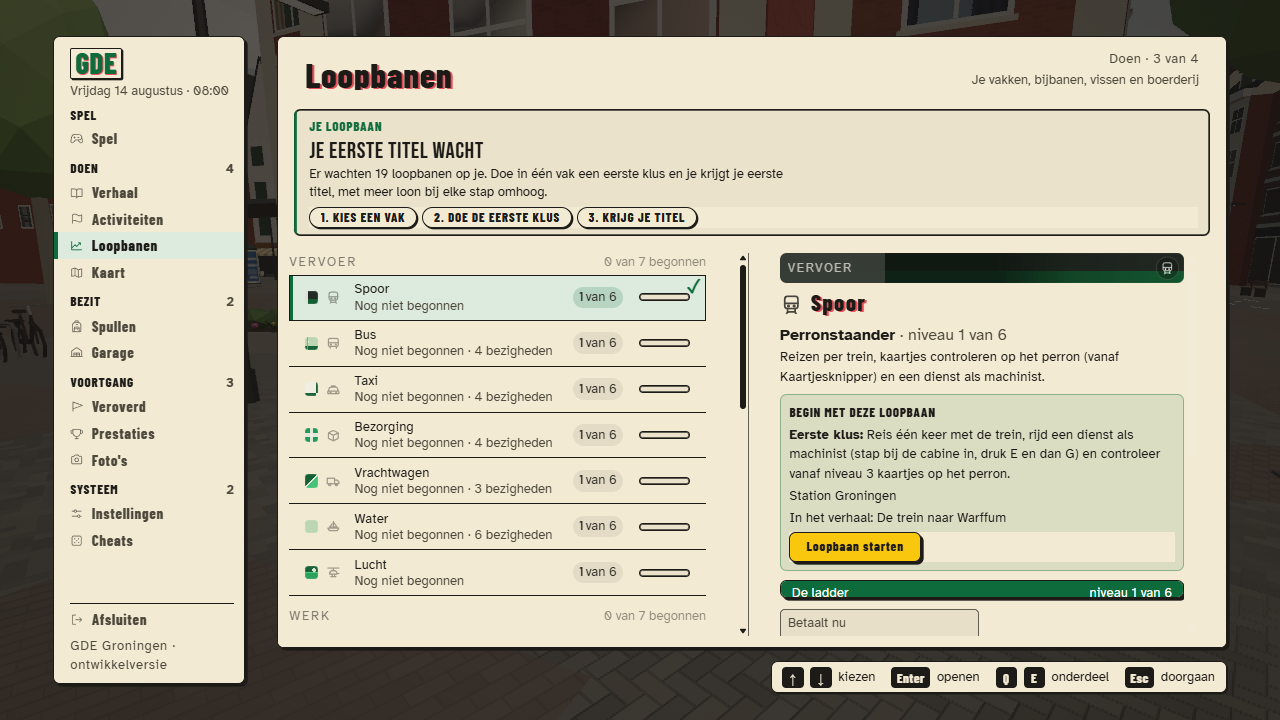 GDE
Vrijdag 14 augustus · 08:00
SPEL
Spel
DOEN 4
Verhaal
Activiteiten
Loopbanen
Kaart
BEZIT 2
Spullen
Garage
VOORTGANG 3
Veroverd
Prestaties
Foto's
SYSTEEM 2
Instellingen
Cheats
Afsluiten
GDE Groningen ·
ontwikkelversie
Loopbanen
Doen · 3 van 4
Je vakken, bijbanen, vissen en boerderij
JE LOOPBAAN
JE EERSTE TITEL WACHT
Er wachten 19 loopbanen op je. Doe in één vak een eerste klus en je krijgt je eerste
titel, met meer loon bij elke stap omhoog.
1. KIES EEN VAK 2. DOE DE EERSTE KLUS 3. KRIJG JE TITEL
VERVOER 0 van 7 begonnen
Spoor
Nog niet begonnen
1 van 6
Bus
Nog niet begonnen · 4 bezigheden
1 van 6
Taxi
Nog niet begonnen · 4 bezigheden
1 van 6
Bezorging
Nog niet begonnen · 4 bezigheden
1 van 6
Vrachtwagen
Nog niet begonnen · 3 bezigheden
1 van 6
Water
Nog niet begonnen · 6 bezigheden
1 van 6
Lucht
Nog niet begonnen
1 van 6
WERK 0 van 7 begonnen
VERVOER
Spoor
Perronstaander · niveau 1 van 6
Reizen per trein, kaartjes controleren op het perron (vanaf
Kaartjesknipper) en een dienst als machinist.
BEGIN MET DEZE LOOPBAAN
Eerste klus: Reis één keer met de trein, rijd een dienst als
machinist (stap bij de cabine in, druk E en dan G) en controleer
vanaf niveau 3 kaartjes op het perron.
Station Groningen
In het verhaal: De trein naar Warffum
Loopbaan starten
De ladder niveau 1 van 6
Betaalt nu
↑ ↓ kiezen Enter openen Q E onderdeel Esc doorgaan